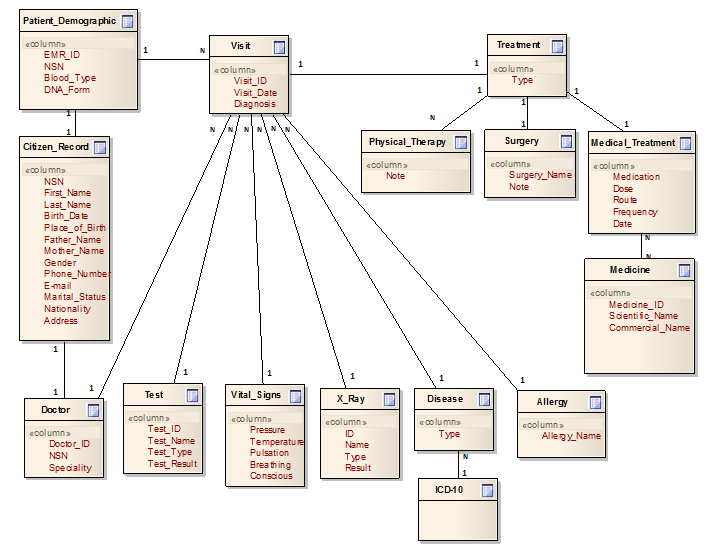 Patient_Demographic
«column»
EMR_ID
NSN
Blood_Type
DNA_Form
1
N
Visit
«column»
Visit_ID
Visit_Date
Diagnosis
1
1
Treatment
«column»
Type
1
1
1
N
1
1
Physical_Therapy
«column»
Note
Surgery
«column»
Surgery_Name
Note
Medical_Treatment
«column»
Medication
Dose
Route
Frequency
Date
N
N
Medicine
«column»
Medicine_ID
Scientific_Name
Commercial_Name
1
1
Citizen_Record
«column»
NSN
First_Name
Last_Name
Birth_Date
Place_of_Birth
Father_Name
Mother_Name
Gender
Phone_Number
E-mail
Marital_Status
Nationality
Address
N
N
N
N
N
N
1
1
1
1
1
1
1
1
Doctor
«column»
Doctor_ID
NSN
Speciality
Test
«column»
Test_ID
Test_Name
Test_Type
Test_Result
Vital_Signs
«column»
Pressure
Temperature
Pulsation
Breathing
Conscious
X_Ray
«column»
ID
Name
Type
Result
Disease
«column»
Type
Allergy
«column»
Allergy_Name
N
1
ICD-10